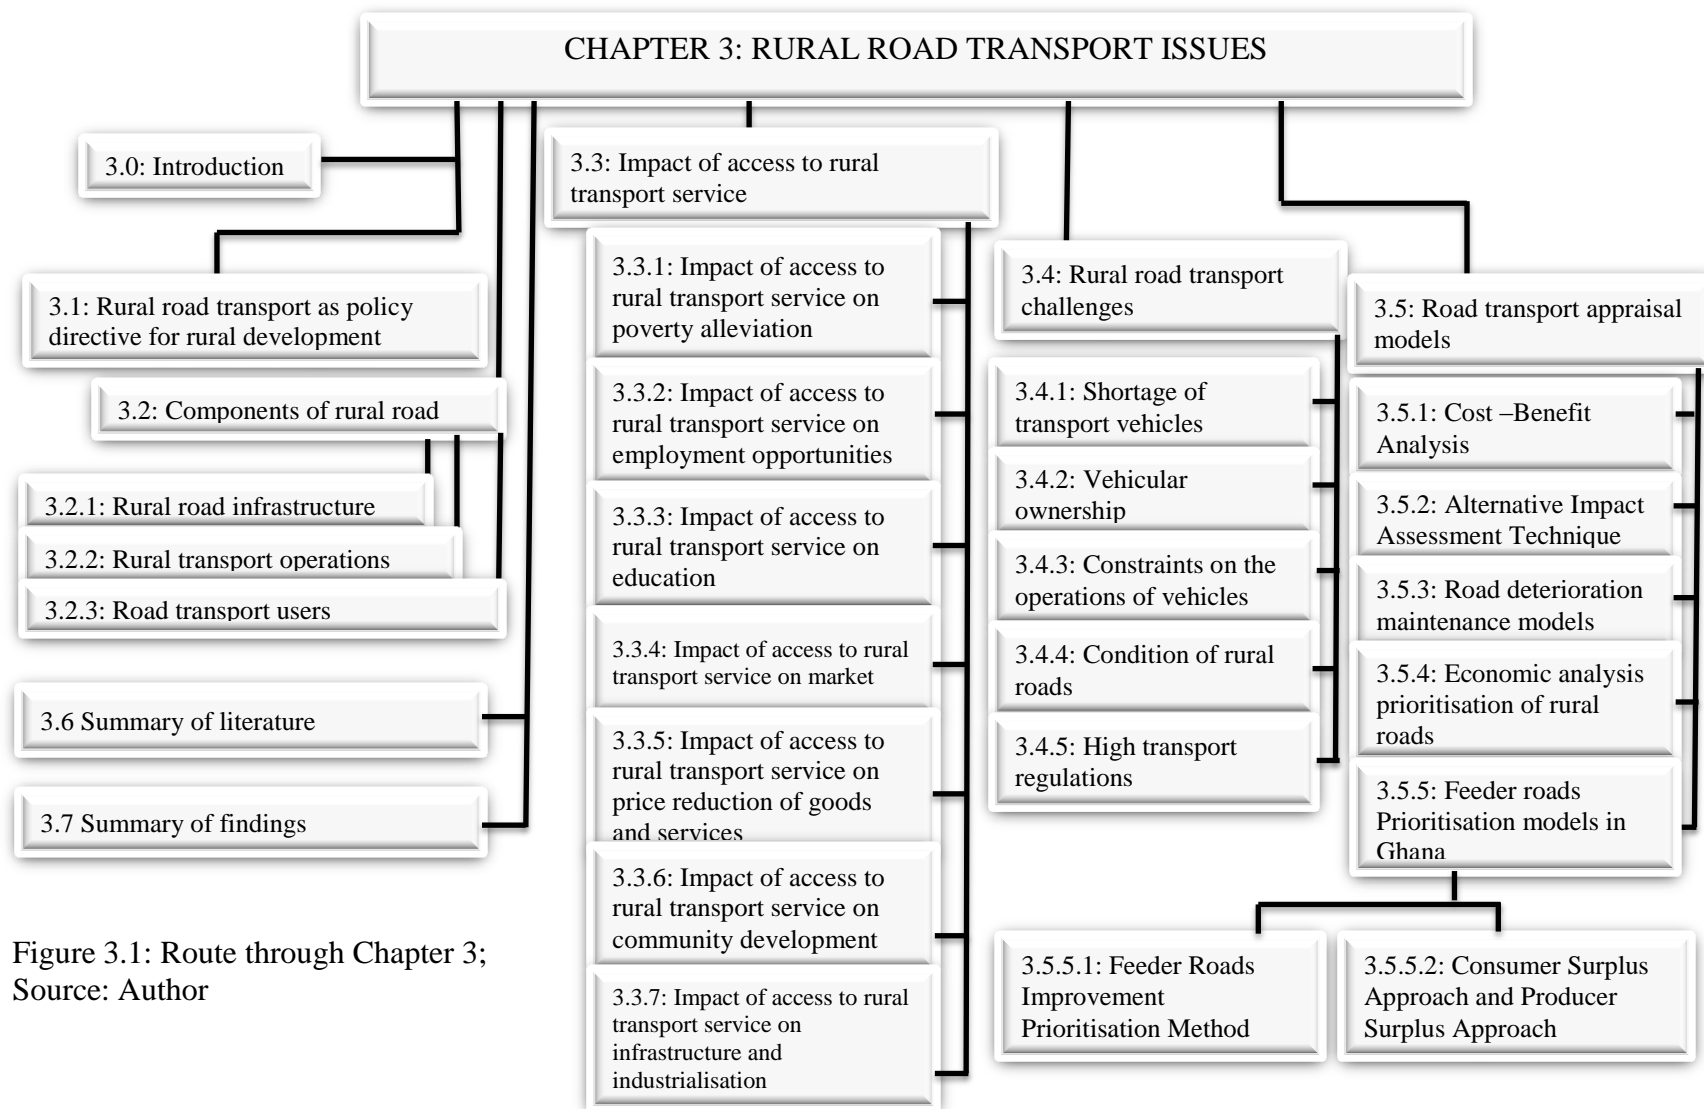 CHAPTER 3: RURAL ROAD TRANSPORT ISSUES
3.0: Introduction
3.1: Rural road transport as policy
directive for rural development
3.2: Components of rural road
3.2.1: Rural road infrastructure
3.2.2: Rural transport operations
3.2.3: Road transport users
3.6 Summary of literature
3.7 Summary of findings
3.3: Impact of access to rural
transport service
3.3.1: Impact of access to
rural transport service on
poverty alleviation
3.3.2: Impact of access to
rural transport service on
employment opportunities
3.3.3: Impact of access to
rural transport service on
education
3.3.4: Impact of access to rural
transport service on market
3.3.5: Impact of access to
rural transport service on
price reduction of goods
and services
3.3.6: Impact of access to
rural transport service on
community development
3.3.7: Impact of access to rural
transport service on
infrastructure and
industrialisation
3.4: Rural road transport
challenges
3.4.1: Shortage of
transport vehicles
3.4.2: Vehicular
ownership
3.4.3: Constraints on the
operations of vehicles
3.4.4: Condition of rural
roads
3.4.5: High transport
regulations
3.5: Road transport appraisal
models
3.5.1: Cost –Benefit
Analysis
3.5.2: Alternative Impact
Assessment Technique
3.5.3: Road deterioration
maintenance models
3.5.4: Economic analysis
prioritisation of rural
roads
3.5.5: Feeder roads
Prioritisation models in
Ghana
3.5.5.1: Feeder Roads
Improvement
Prioritisation Method
3.5.5.2: Consumer Surplus
Approach and Producer
Surplus Approach
Figure 3.1: Route through Chapter 3;
Source: Author